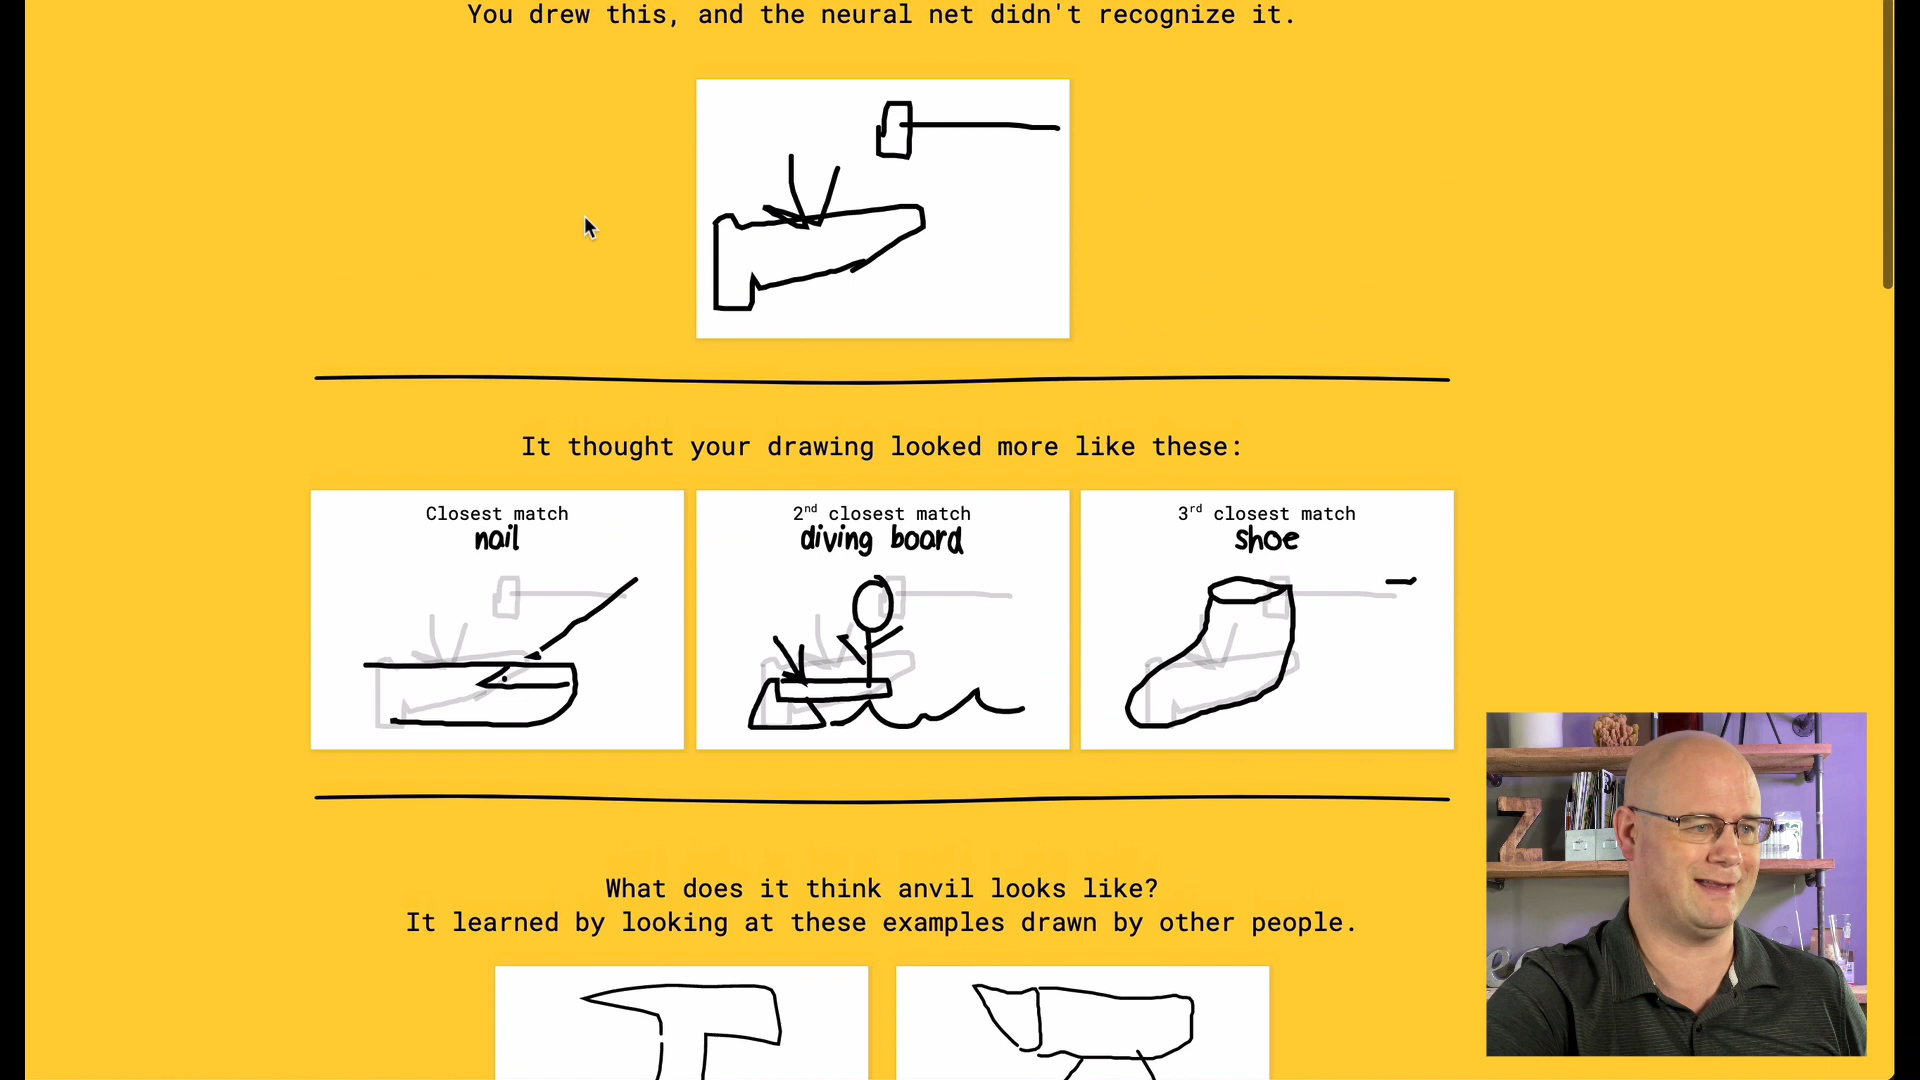 You drew this, and the neural net didn't recognize it.
It thought your drawing looked more like these:
Closest match
nail
2nd closest match
diving board
3rd closest match
shoe
What does it think anvil looks like?
It learned by looking at these examples drawn by other people.
Z